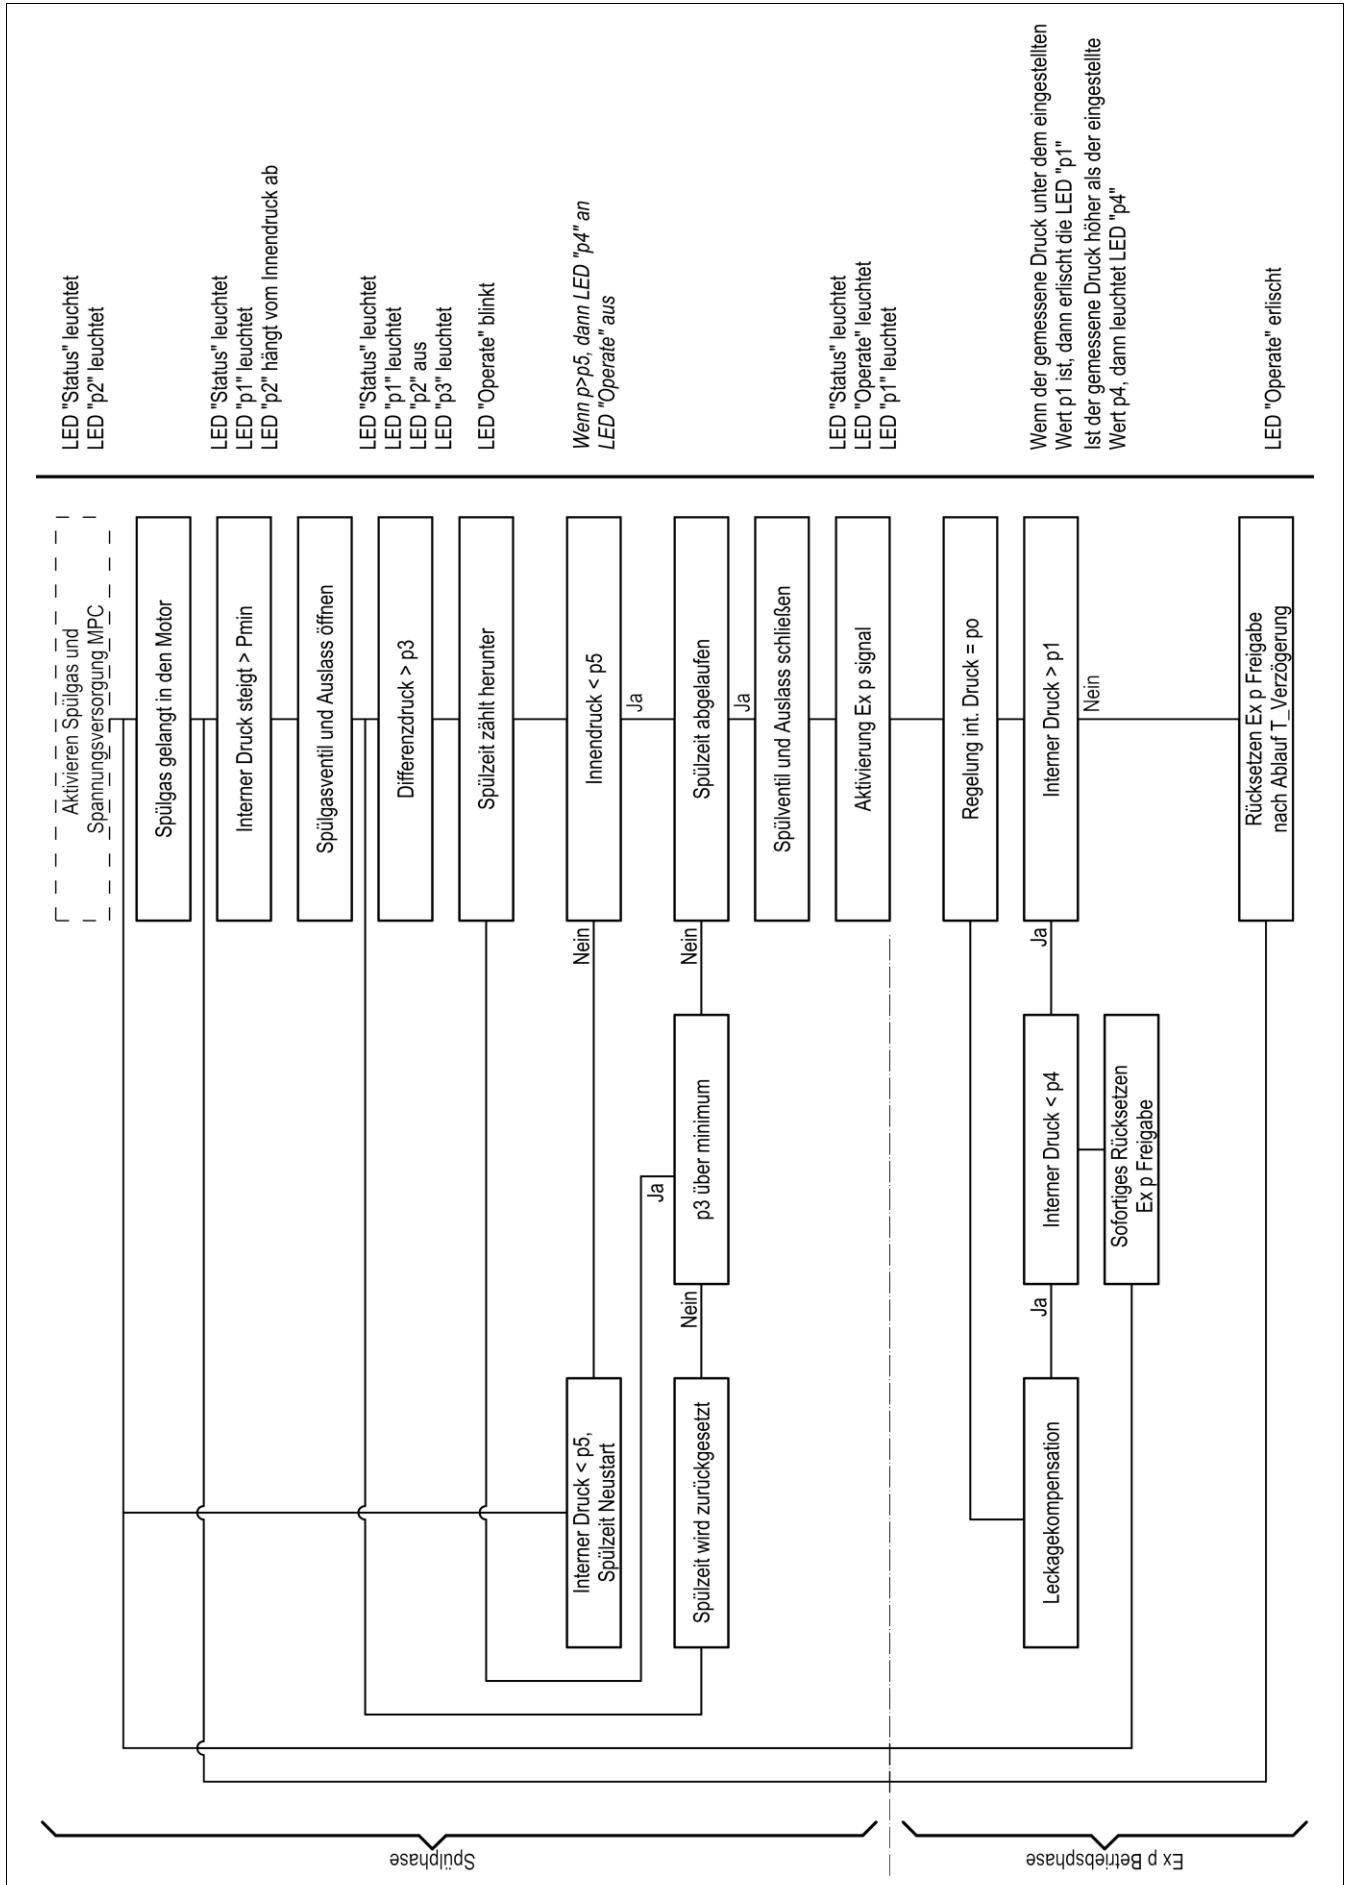 Aktivieren Spülgas und
Spannungsversorgung MPC
LED "Status" leuchtet
LED "p2" leuchtet
Spülgas gelangt in den Motor
Interner Druck steigt > Pmin
LED "Status" leuchtet
LED "p1" leuchtet
LED "p2" hängt vom Innendruck ab
Spülgasventil und Auslass öffnen
Differenzdruck > p3
LED "Status" leuchtet
LED "p1" leuchtet
LED "p2" aus
LED "p3" leuchtet
Spülzeit zählt herunter
LED "Operate" blinkt
Interner Druck < p5,
Spülzeit Neustart
Nein
Innendruck < p5
Wenn p>p5, dann LED "p4" an
LED "Operate" aus
Ja
Ja
Spülzeit wird zurückgesetzt
Nein
p3 über minimum
Nein
Spülzeit abgelaufen
Ja
Spülventil und Auslass schließen
Aktivierung Ex p signal
LED "Status" leuchtet
LED "Operate" leuchtet
LED "p1" leuchtet
Regelung int. Druck = po
Leckagekompensation
Ja
Interner Druck < p4
Ja
Interner Druck > p1
Wenn der gemessene Druck unter dem eingestellten
Wert p1 ist, dann erlischt die LED "p1"
Ist der gemessene Druck höher als der eingestellte
Wert p4, dann leuchtet LED "p4"
Nein
Sofortiges Rücksetzen
Ex p Freigabe
Rücksetzen Ex p Freigabe
nach Ablauf T_Verzögerung
LED "Operate" erlischt
Spülphase
Ex p Betriebsphase